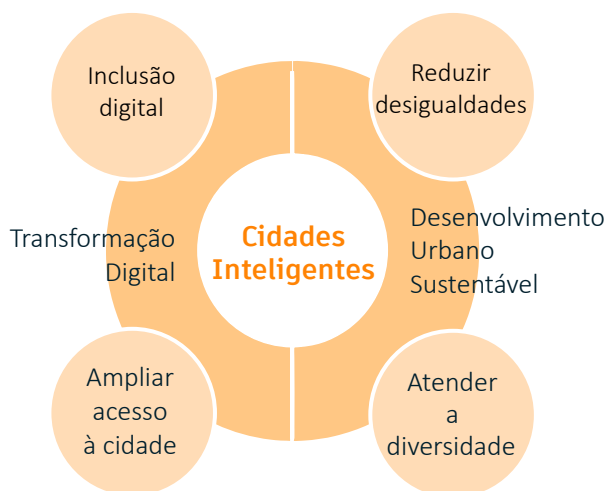 Inclusão
digital
Reduzir
desigualdades
Transformação
Digital
Cidades
Inteligentes
Desenvolvimento
Urbano
Sustentável
Ampliar
acesso
à cidade
Atender
a
diversidade